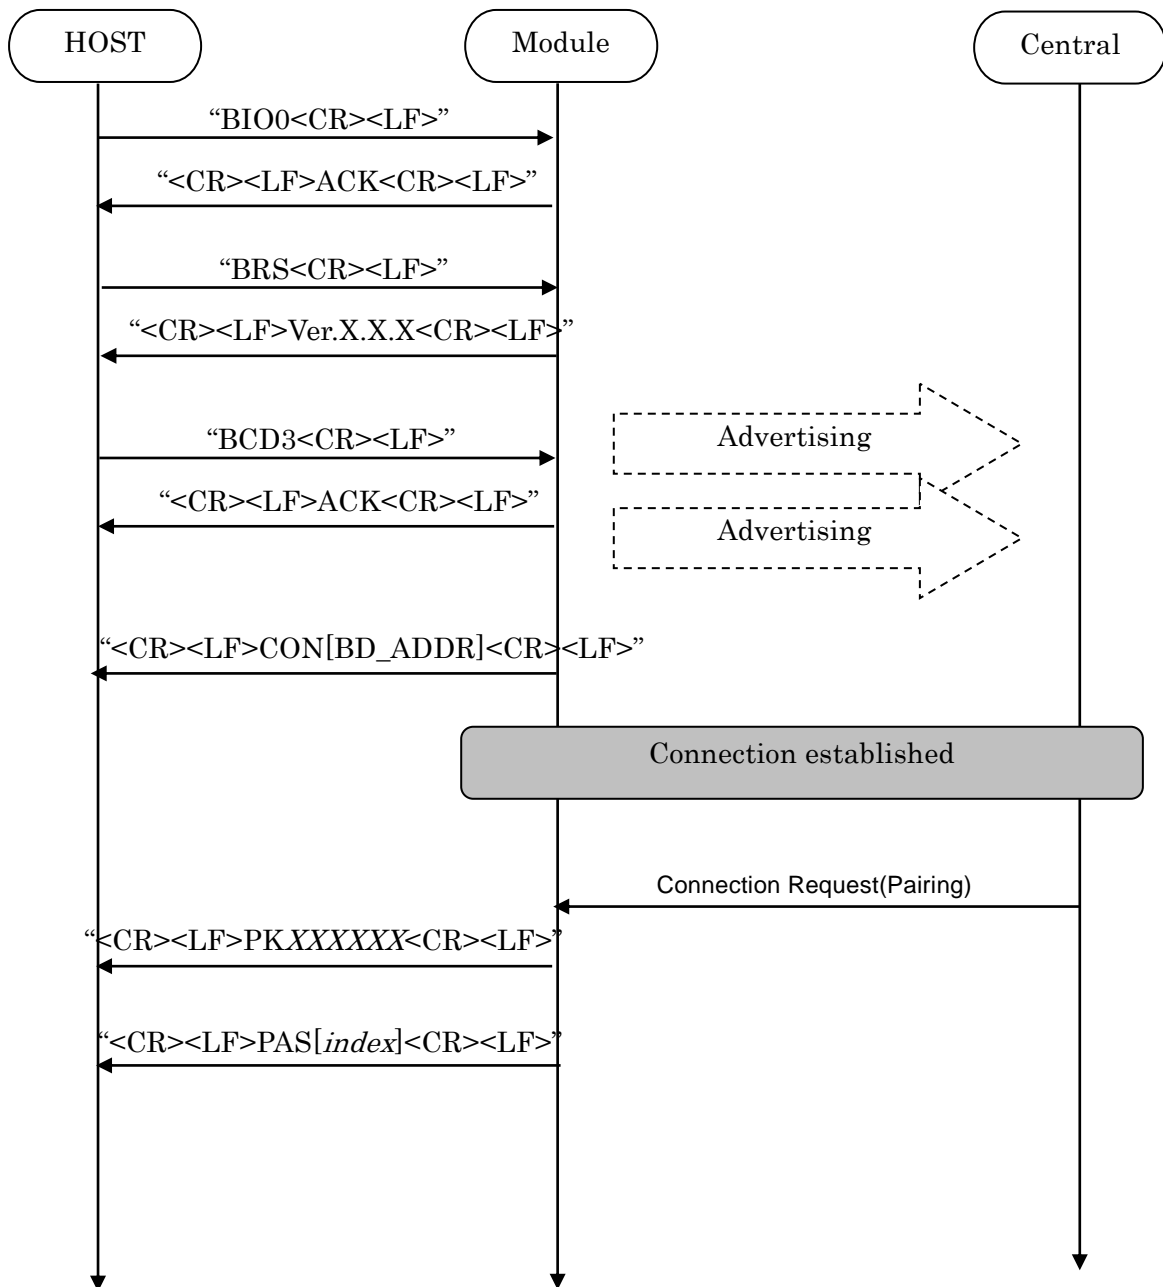 HOST
Module
Central
“BIO0<CR><LF>”
“<CR><LF>ACK<CR><LF>”
“BRS<CR><LF>”
“<CR><LF>Ver.X.X.X<CR><LF>”
“BCD3<CR><LF>”
Advertising
“<CR><LF>ACK<CR><LF>”
Advertising
“<CR><LF>CON[BD_ADDR]<CR><LF>”
Connection established
Connection Request(Pairing)
“<CR><LF>PKXXXXXX<CR><LF>”
“<CR><LF>PAS[index]<CR><LF>”